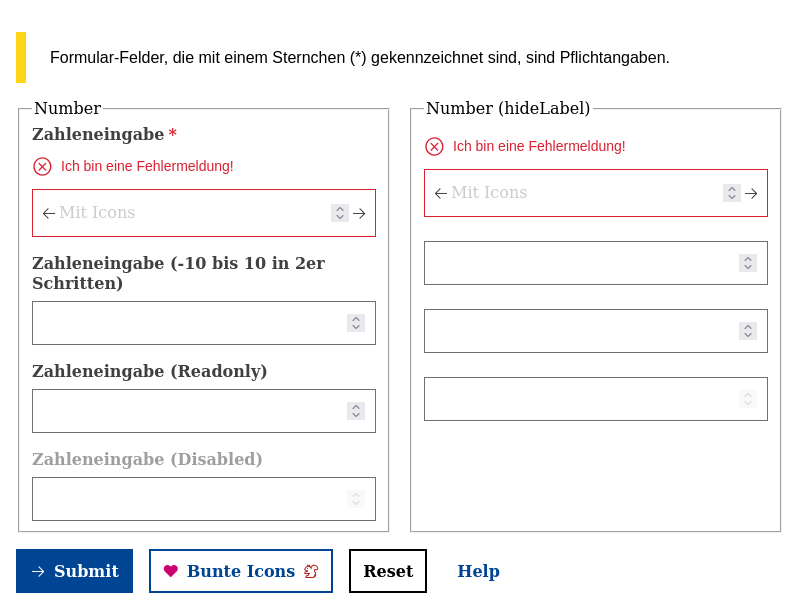 Formular-Felder, die mit einem Sternchen (*) gekennzeichnet sind, sind Pflichtangaben.
Number
Zahleneingabe *
Ich bin eine Fehlermeldung!
Mit Icons
Zahleneingabe (-10 bis 10 in 2er
Schritten)
Zahleneingabe (Readonly)
Zahleneingabe (Disabled)
Number (hideLabel)
Ich bin eine Fehlermeldung!
Mit Icons
Submit
Bunte Icons
Reset
Help